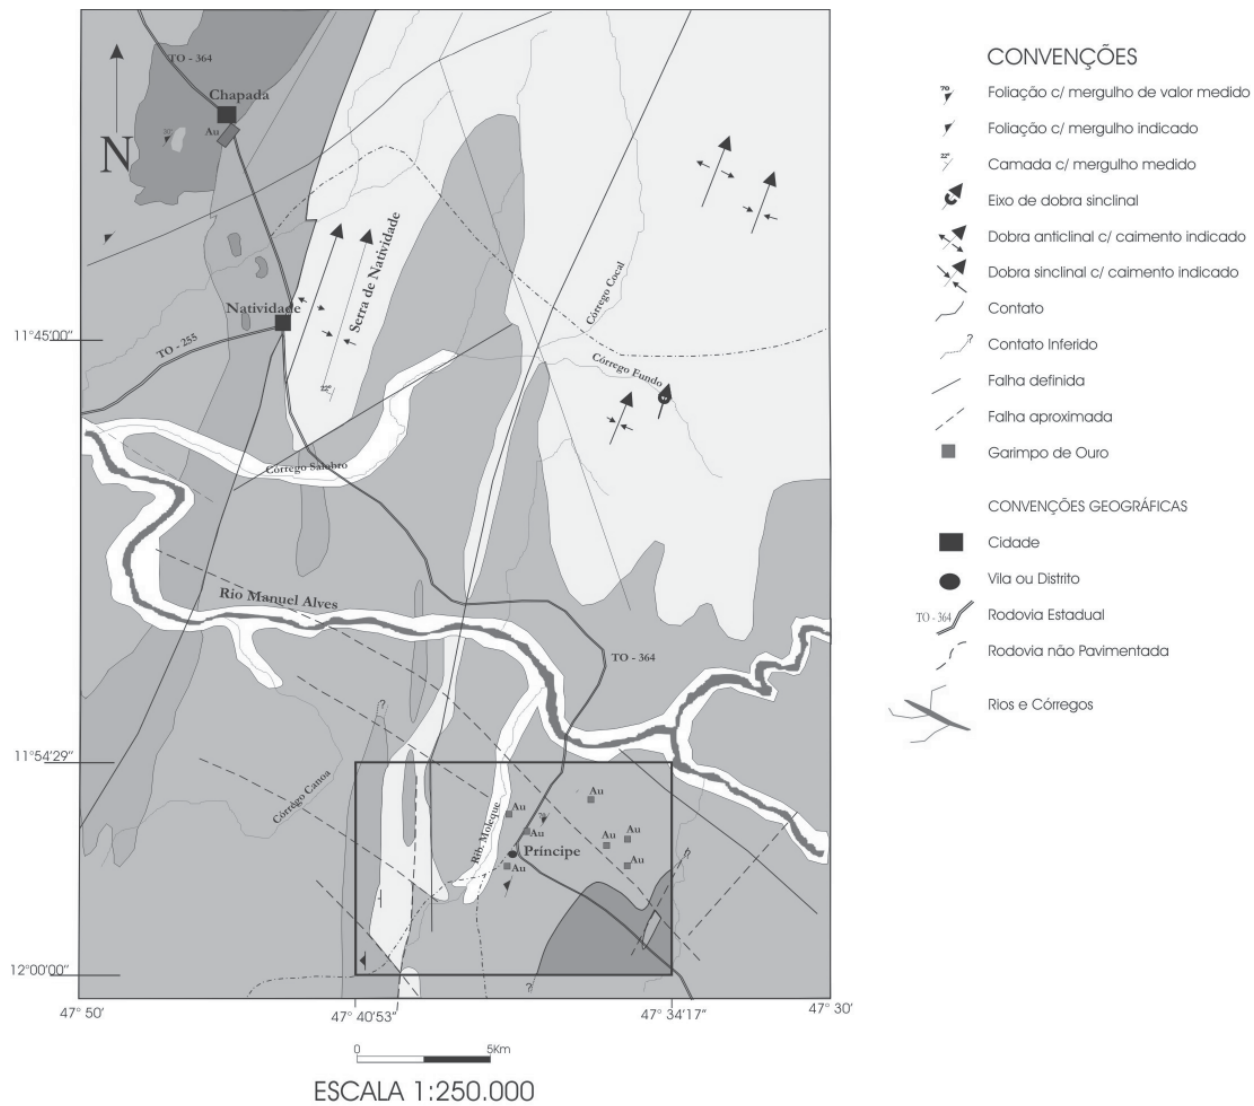 TO - 364
Chapada
Au
N
Natividade
Serra de Natividade
Córrego Cocal
11°45'00"
TO - 255
Córrego Fundo
22°
Córrego Salobro
Rio Manuel Alves
TO - 364
?
11°54'29"
Córrego Canoa
Rib. Moleque
Au
Au
Au
Au
Au
Príncipe
Au
Au
?
12°00'00"
?
47° 50'
47° 40'53"
47° 34'17"
47° 30'
0
5Km
ESCALA 1:250.000
CONVENÇÕES
70
Foliação c/ mergulho de valor medido
Foliação c/ mergulho indicado
22°
Camada c/ mergulho medido
Eixo de dobra sinclinal
Dobra anticlinal c/ caimento indicado
Dobra sinclinal c/ caimento indicado
Contato
?
Contato Inferido
Falha definida
Falha aproximada
Garimpo de Ouro
CONVENÇÕES GEOGRÁFICAS
Cidade
Vila ou Distrito
TO - 364
Rodovia Estadual
Rodovia não Pavimentada
Rios e Córregos